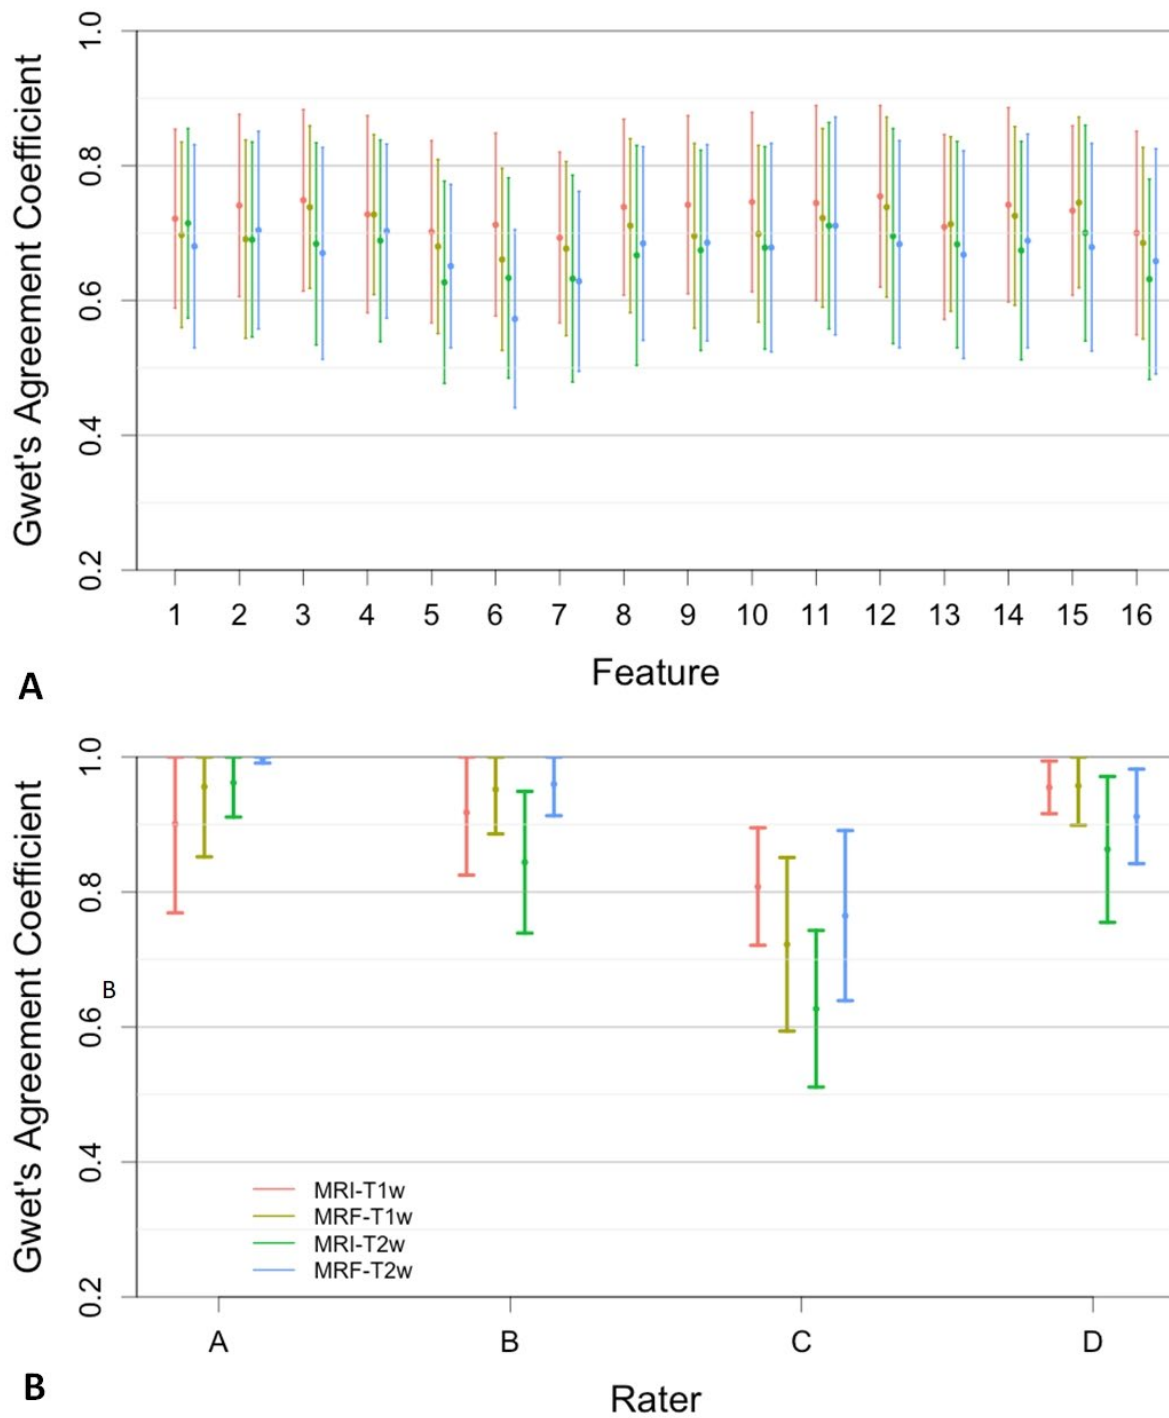 Gwet's Agreement Coefficient
1.0
0.8
0.6
0.4
0.2
1 2 3 4 5 6 7 8 9 10 11 12 13 14 15 16
Feature
A
Gwet's Agreement Coefficient
1.0
0.8
B
0.6
0.4
0.2
MRI-T1w
MRF-T1w
MRI-T2w
MRF-T2w
A B C D
Rater
B